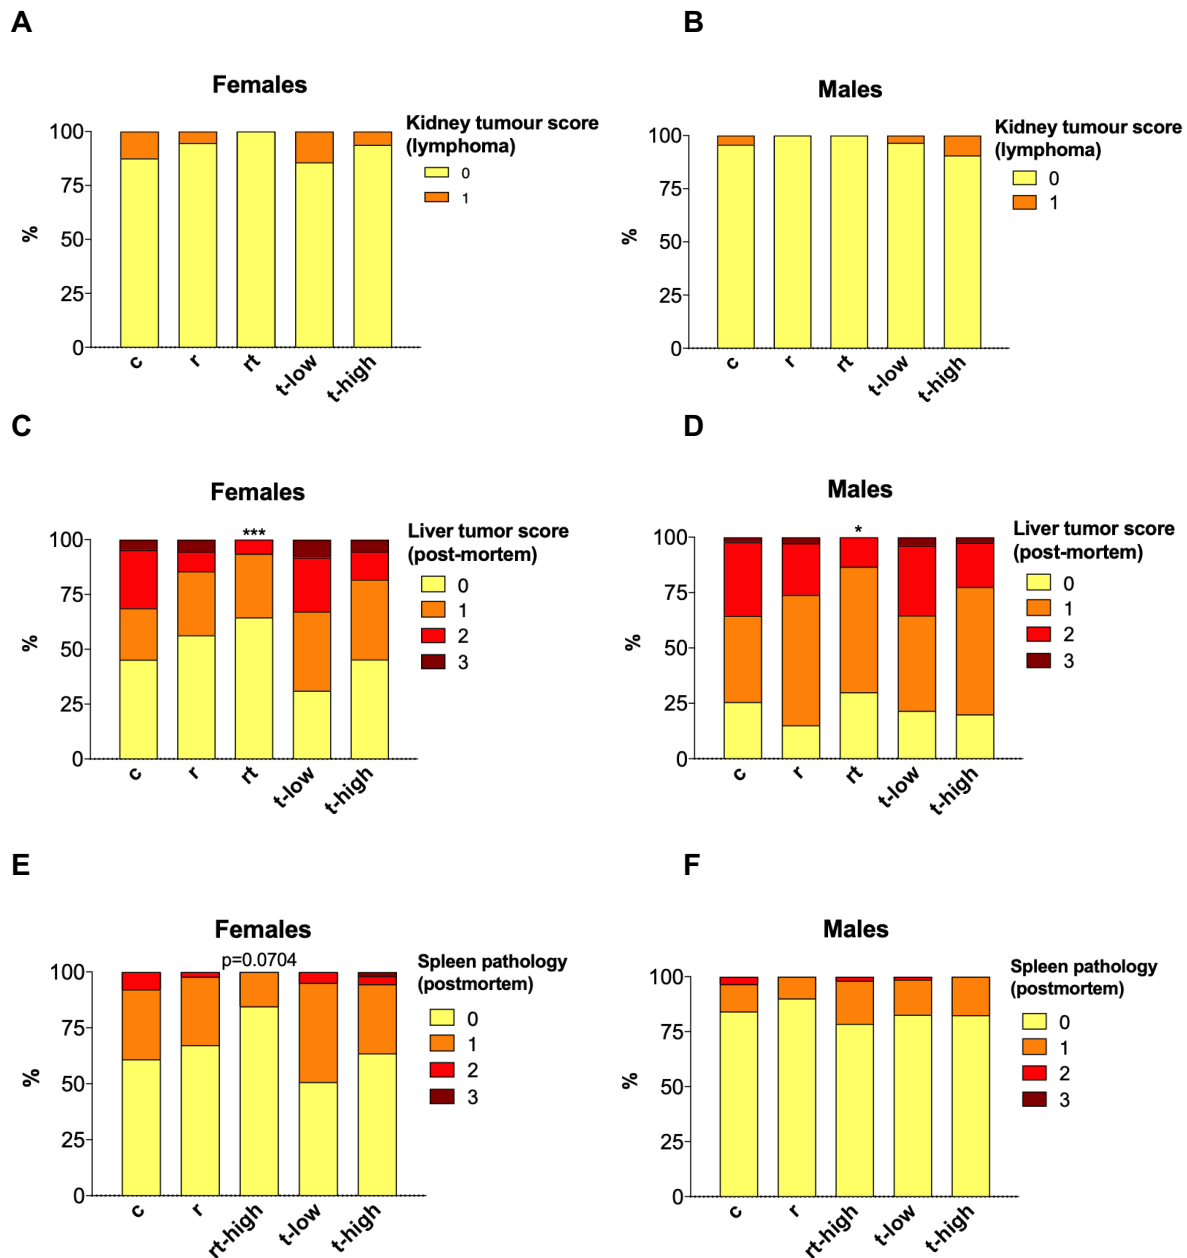 A
Females
Kidney tumour score
(lymphoma)
0
1
100
75
50
25
0
%
c
r
rt
t-low
t-high
B
Males
Kidney tumour score
(lymphoma)
0
1
100
75
50
25
0
%
c
r
rt
t-low
t-high
C
Females
***
Liver tumor score
(post-mortem)
0
1
2
3
100
75
50
25
0
%
c
r
rt
t-low
t-high
D
Males
*
Liver tumor score
(post-mortem)
0
1
2
3
100
75
50
25
0
%
c
r
rt
t-low
t-high
E
Females
p=0.0704
Spleen pathology
(postmortem)
0
1
2
3
100
75
50
25
0
%
c
r
rt-high
t-low
t-high
F
Males
Spleen pathology
(postmortem)
0
1
2
3
100
75
50
25
0
%
c
r
rt-high
t-low
t-high